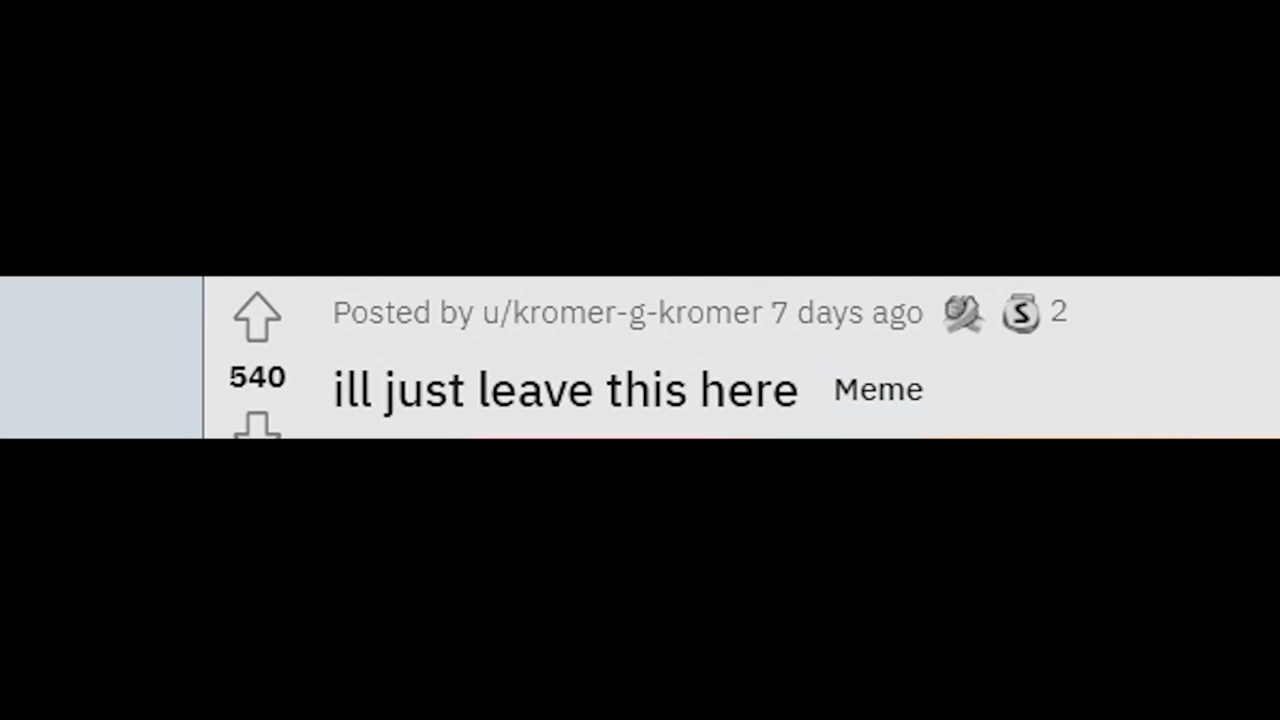 Posted by u/kromer-g-kromer 7 days ago S 2
540
ill just leave this here Meme